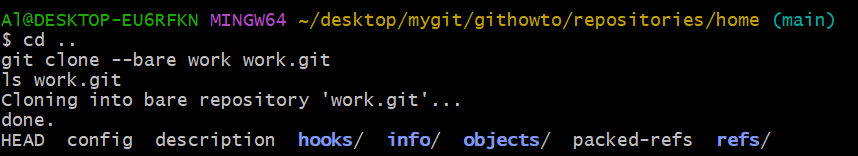 Al@DESKTOP-EU6RFKN MINGW64 ~/desktop/mygit/githowto/repositories/home (main)
$ cd ..
git clone --bare work work.git
ls work.git
Cloning into bare repository 'work.git'...
done.
HEAD  config  description  hooks/  info/  objects/  packed-refs  refs/